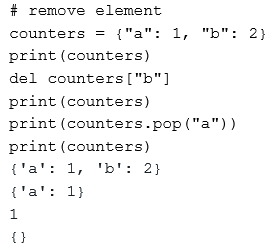 # remove element
counters = {"a": 1, "b": 2}
print(counters)
del counters["b"]
print(counters)
print(counters.pop("a"))
print(counters)
{'a': 1, 'b': 2}
{'a': 1}
1
{}